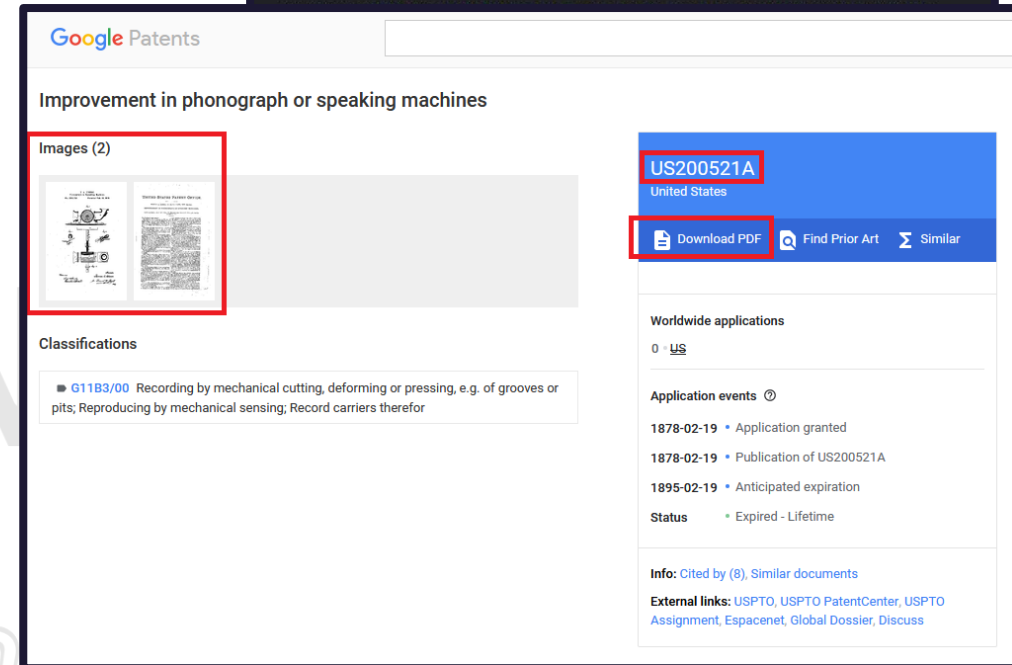 Google Patents
Improvement in phonograph or speaking machines
Images (2)
UNITED STATES PATENT OFFICE
Classifications
G11B3/00 Recording by mechanical cutting, deforming or pressing, e.g. of grooves or
pits; Reproducing by mechanical sensing; Record carriers therefor
US200521A
United States
Download PDF Find Prior Art Similar
Worldwide applications
0 • US
Application events
1878-02-19 • Application granted
1878-02-19 • Publication of US200521A
1895-02-19 • Anticipated expiration
Status • Expired - Lifetime
Info: Cited by (8), Similar documents
External links: USPTO, USPTO PatentCenter, USPTO
Assignment, Espacenet, Global Dossier, Discuss